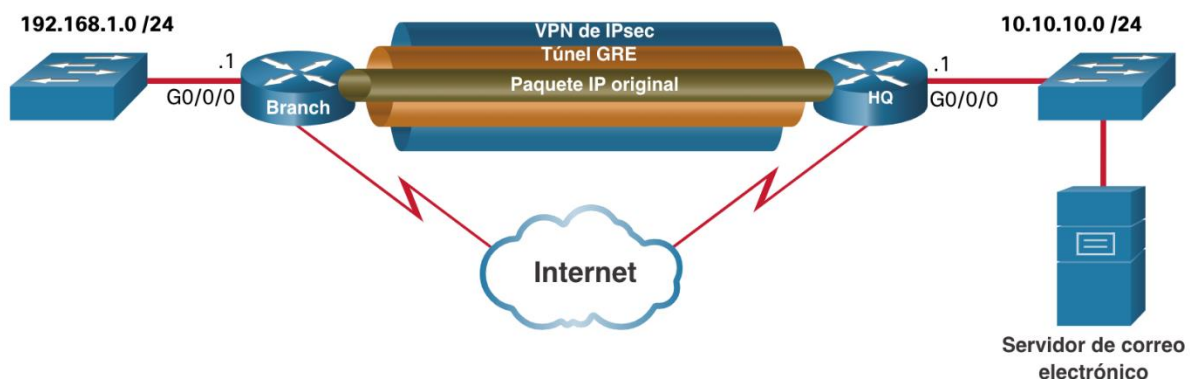 192.168.1.0 /24
10.10.10.0 /24
VPN de IPsec
Túnel GRE
Paquete IP original
.1
G0/0/0
Branch
HQ
.1
G0/0/0
Internet
Servidor de correo
electrónico